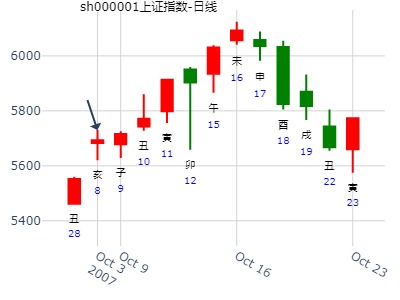 sh000001上证指数-日线
6000
5800
5600
5400
丑
28
亥
8
子
9
丑
10
寅
11
卯
12
午
15
未
16
申
17
酉
18
戌
19
丑
22
寅
23
Oct 3
2007
Oct 9
Oct 16
Oct 23